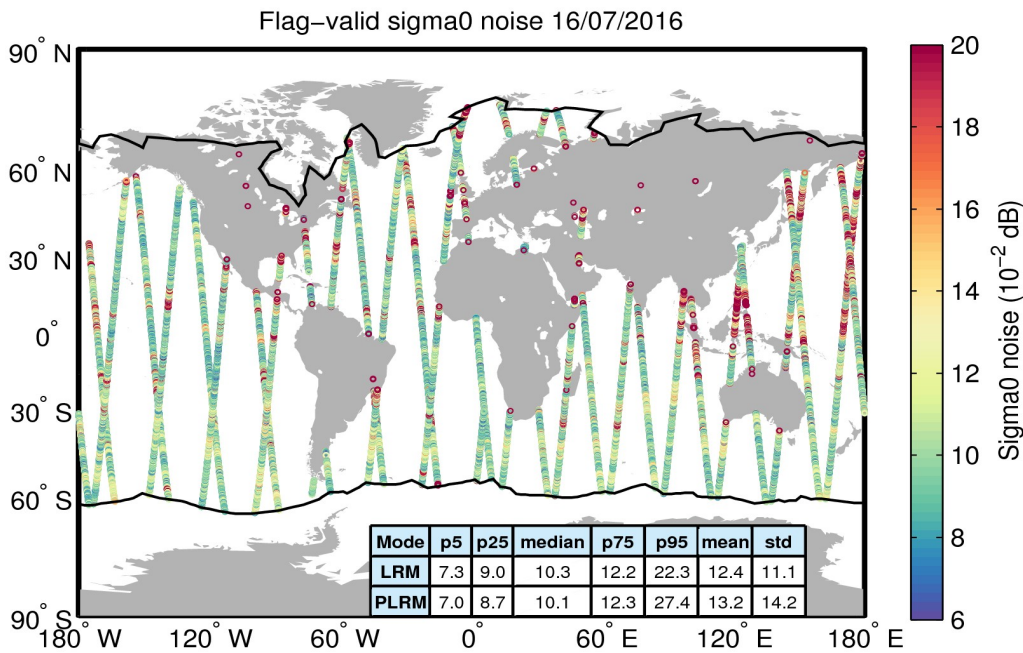 Flag−valid sigma0 noise 16/07/2016
90° N
60° N
30° N
0°
30° S
60° S
90° S
180° W
120° W
60° W
0°
60° E
120° E
180° E
Mode p5 p25 median p75 p95 mean std
LRM 7.3 9.0 10.3 12.2 22.3 12.4 11.1
PLRM 7.0 8.7 10.1 12.3 27.4 13.2 14.2
20
18
16
14
12
10
8
6
Sigma0 noise (10⁻² dB)